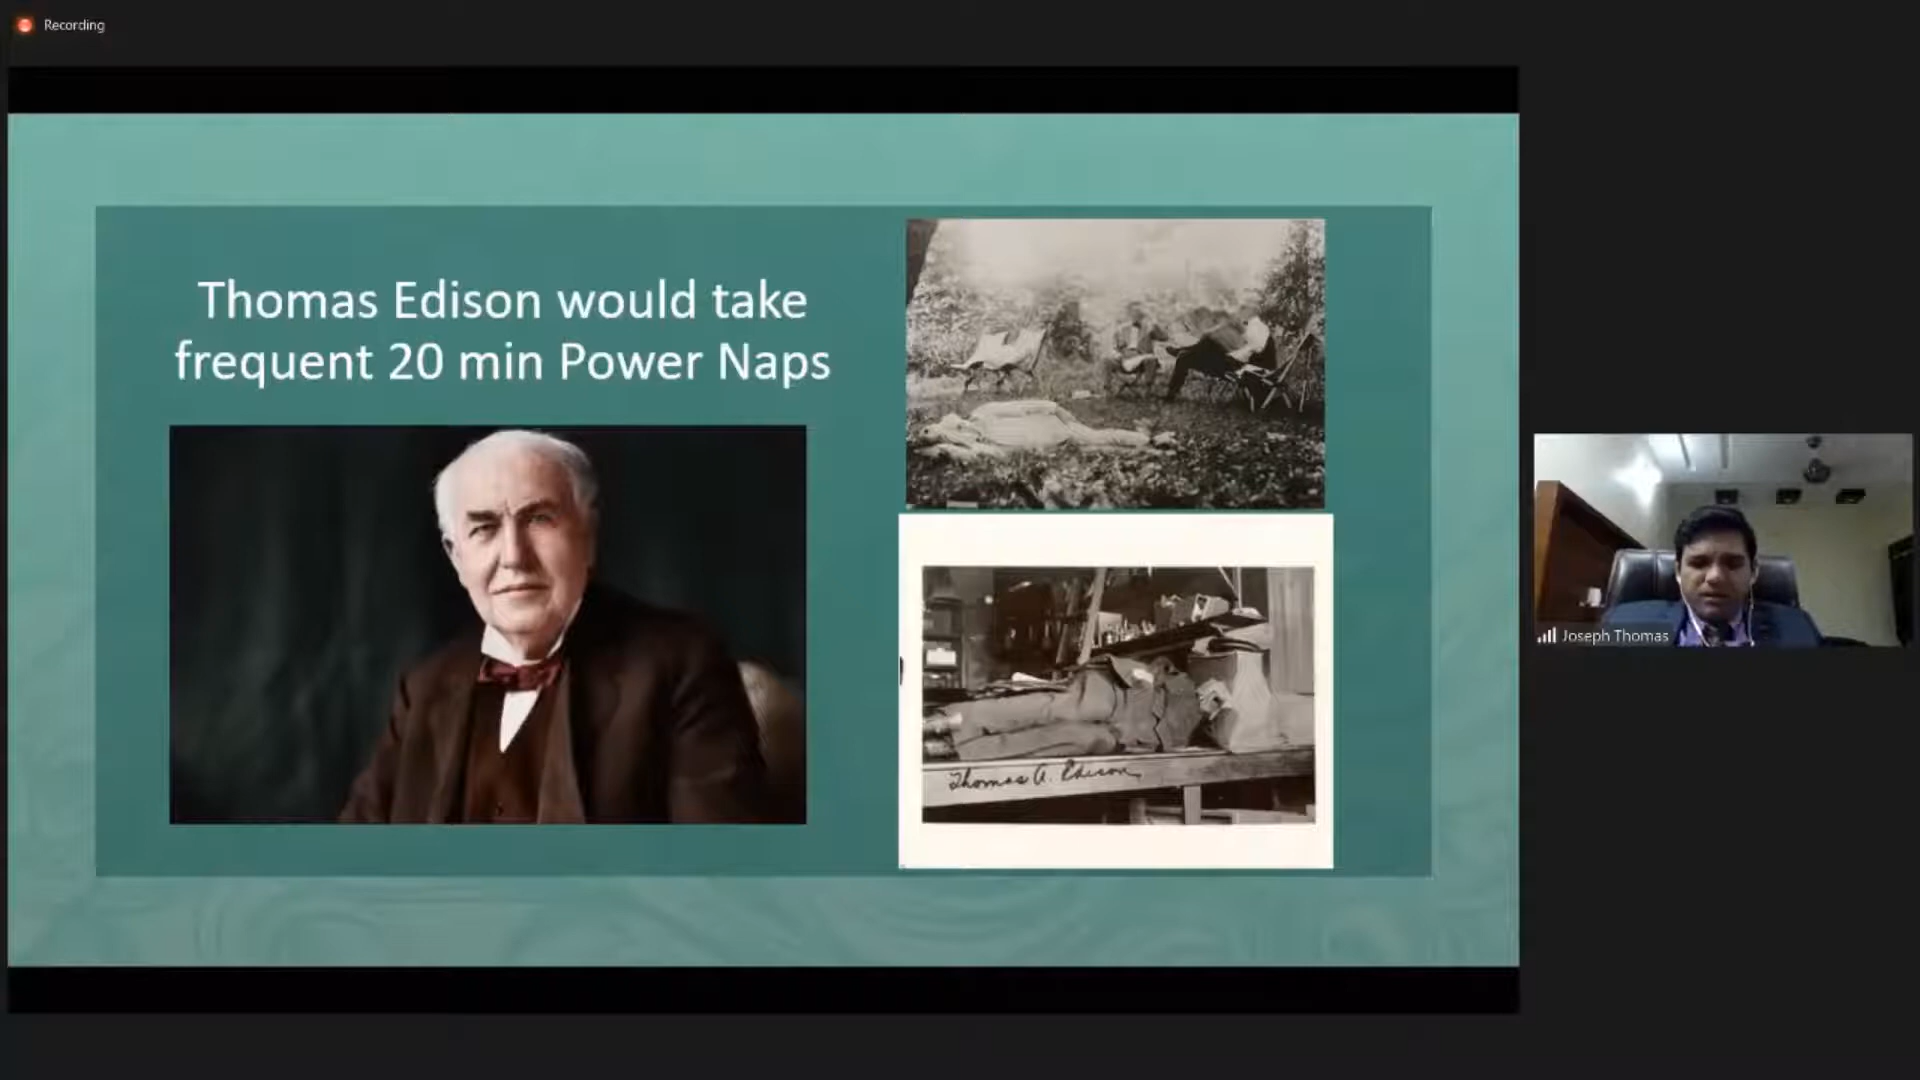 Recording
Thomas Edison would take
frequent 20 min Power Naps
Thomas A. Edison
Joseph Thomas